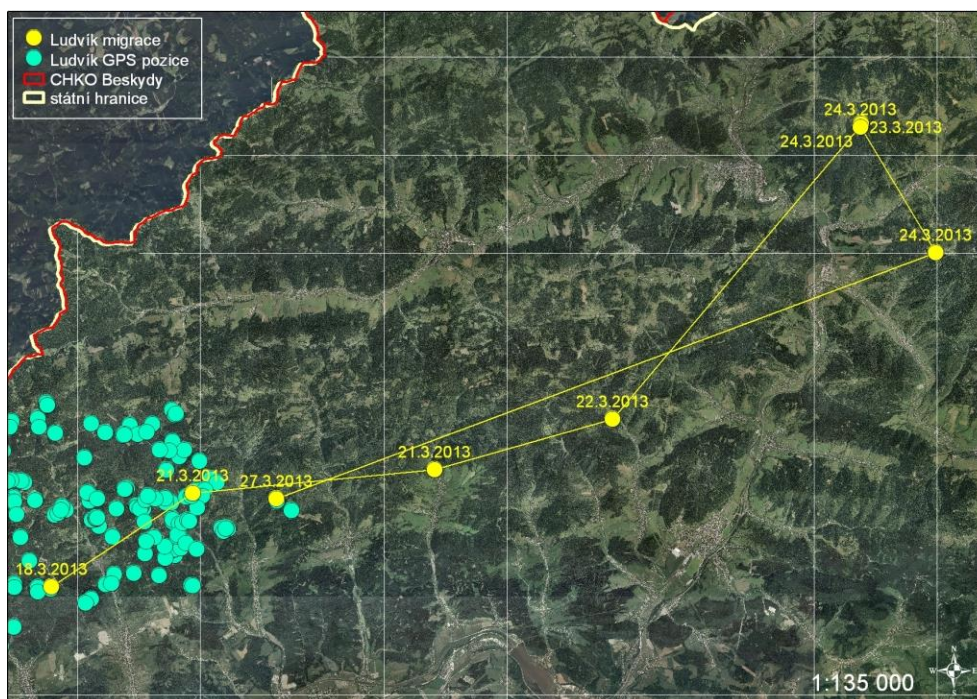 Ludvík migrace
Ludvík GPS pozice
CHKO Beskydy
státní hranice
24.3.2013
24.3.2013 23.3.2013
24.3.2013
22.3.2013
21.3.2013
21.3.2013 27.3.2013
18.3.2013
N
W E
S
1:135 000